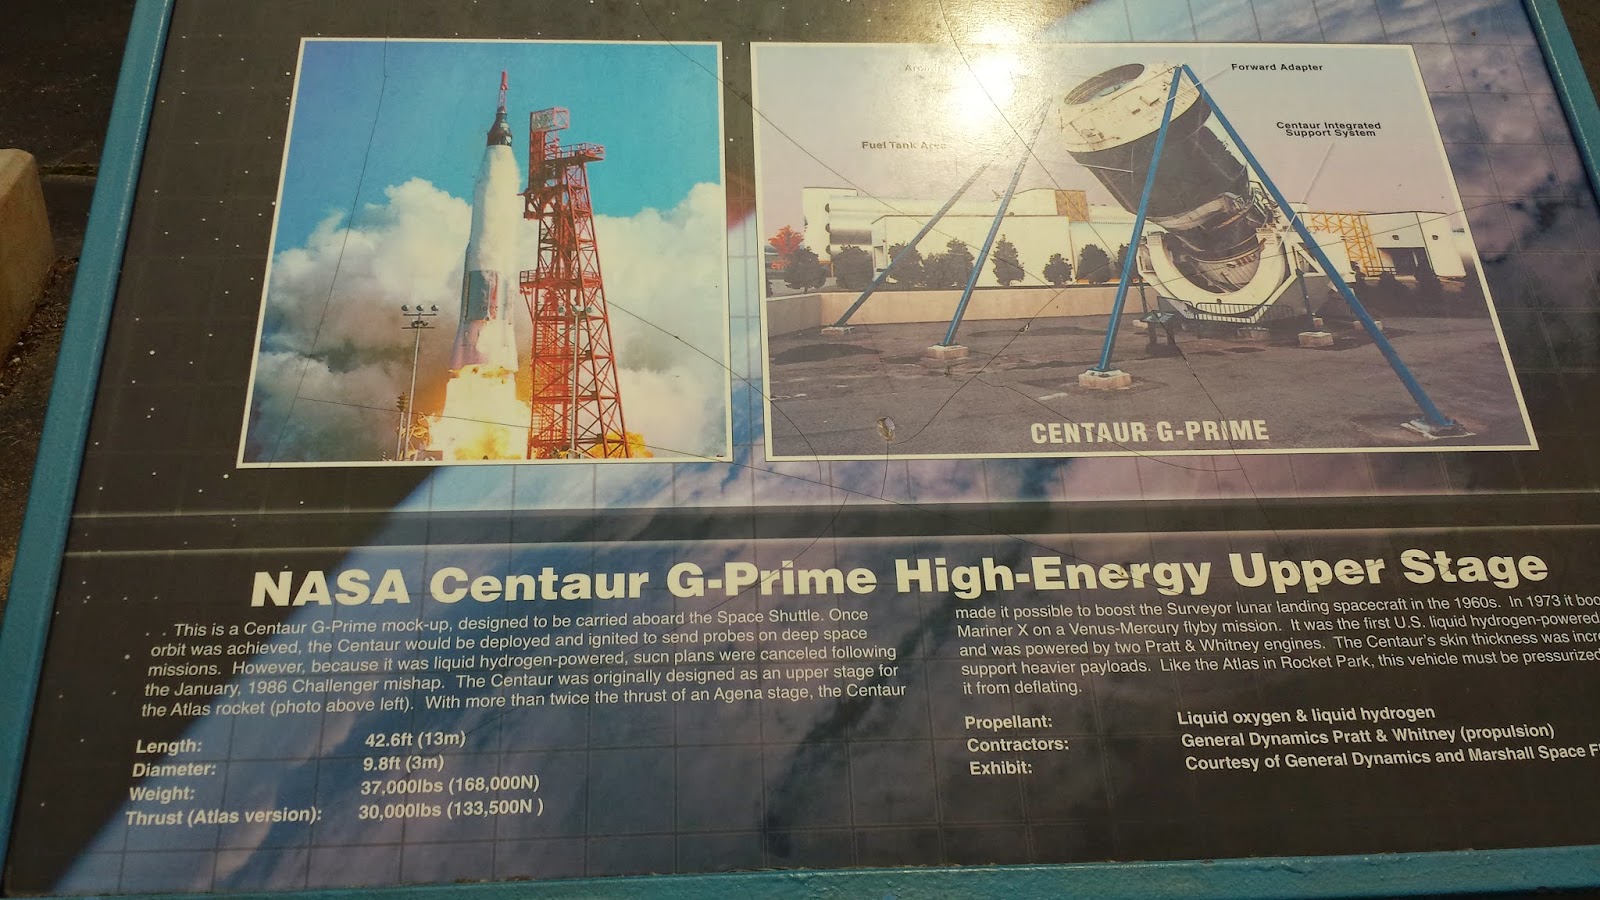 Forward Adapter
Centaur Integrated
Support System
Fuel Tank Area
CENTAUR G-PRIME
NASA Centaur G-Prime High-Energy Upper Stage
. . This is a Centaur G-Prime mock-up, designed to be carried aboard the Space Shuttle. Once
orbit was achieved, the Centaur would be deployed and ignited to send probes on deep space
missions. However, because it was liquid hydrogen-powered, sucn plans were canceled following
the January, 1986 Challenger mishap. The Centaur was originally designed as an upper stage for
the Atlas rocket (photo above left). With more than twice the thrust of an Agena stage, the Centaur
made it possible to boost the Surveyor lunar landing spacecraft in the 1960s. In 1973 it
Mariner X on a Venus-Mercury flyby mission. It was the first U.S. liquid hydrogen-powered
and was powered by two Pratt & Whitney engines. The Centaur's skin thickness was
support heavier payloads. Like the Atlas in Rocket Park, this vehicle must be pressurized
it from deflating.
Length: 42.6ft (13m)
Diameter: 9.8ft (3m)
Weight: 37,000lbs (168,000N)
Thrust (Atlas version): 30,000lbs (133,500N )
Propellant: Liquid oxygen & liquid hydrogen
Contractors: General Dynamics Pratt & Whitney (propulsion)
Exhibit: Courtesy of General Dynamics and Marshall Space